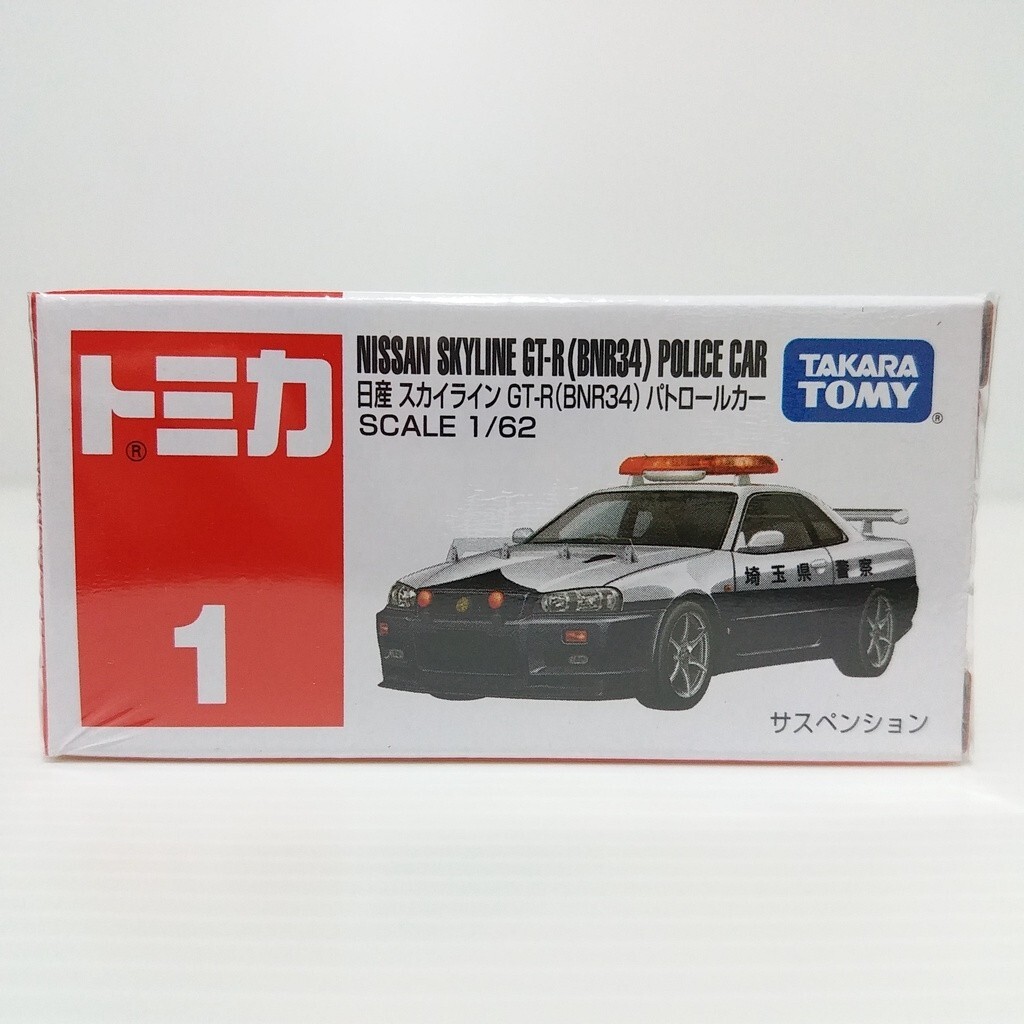 トミカ®
1
NISSAN SKYLINE GT-R(BNR34) POLICE CAR
日産 スカイライン GT-R(BNR34) パトロールカー
SCALE 1/62
TAKARA
TOMY®
埼玉県警察
サスペンション